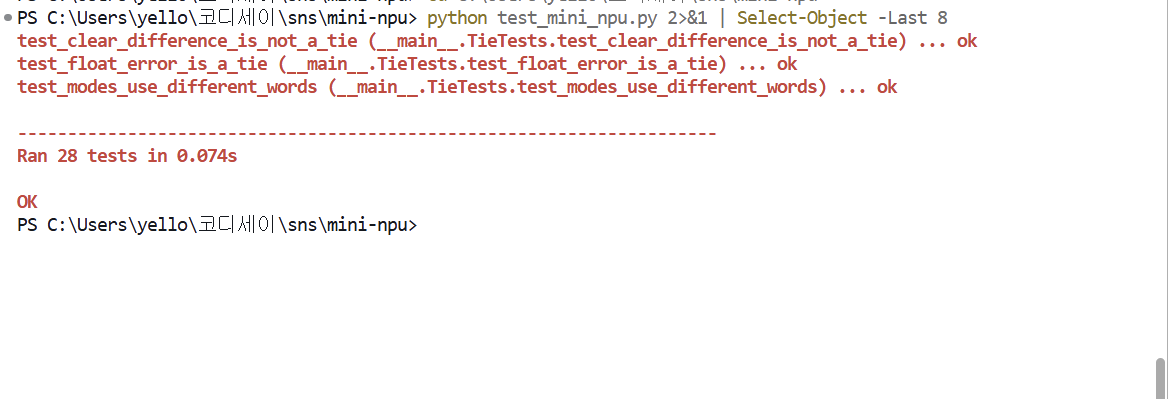 PS C:\Users\yello\코디세이\sns\mini-npu> python test_mini_npu.py 2>&1 | Select-Object -Last 8
test_clear_difference_is_not_a_tie (__main__.TieTests.test_clear_difference_is_not_a_tie) ... ok
test_float_error_is_a_tie (__main__.TieTests.test_float_error_is_a_tie) ... ok
test_modes_use_different_words (__main__.TieTests.test_modes_use_different_words) ... ok
----------------------------------------------------------------------
Ran 28 tests in 0.074s
OK
PS C:\Users\yello\코디세이\sns\mini-npu>